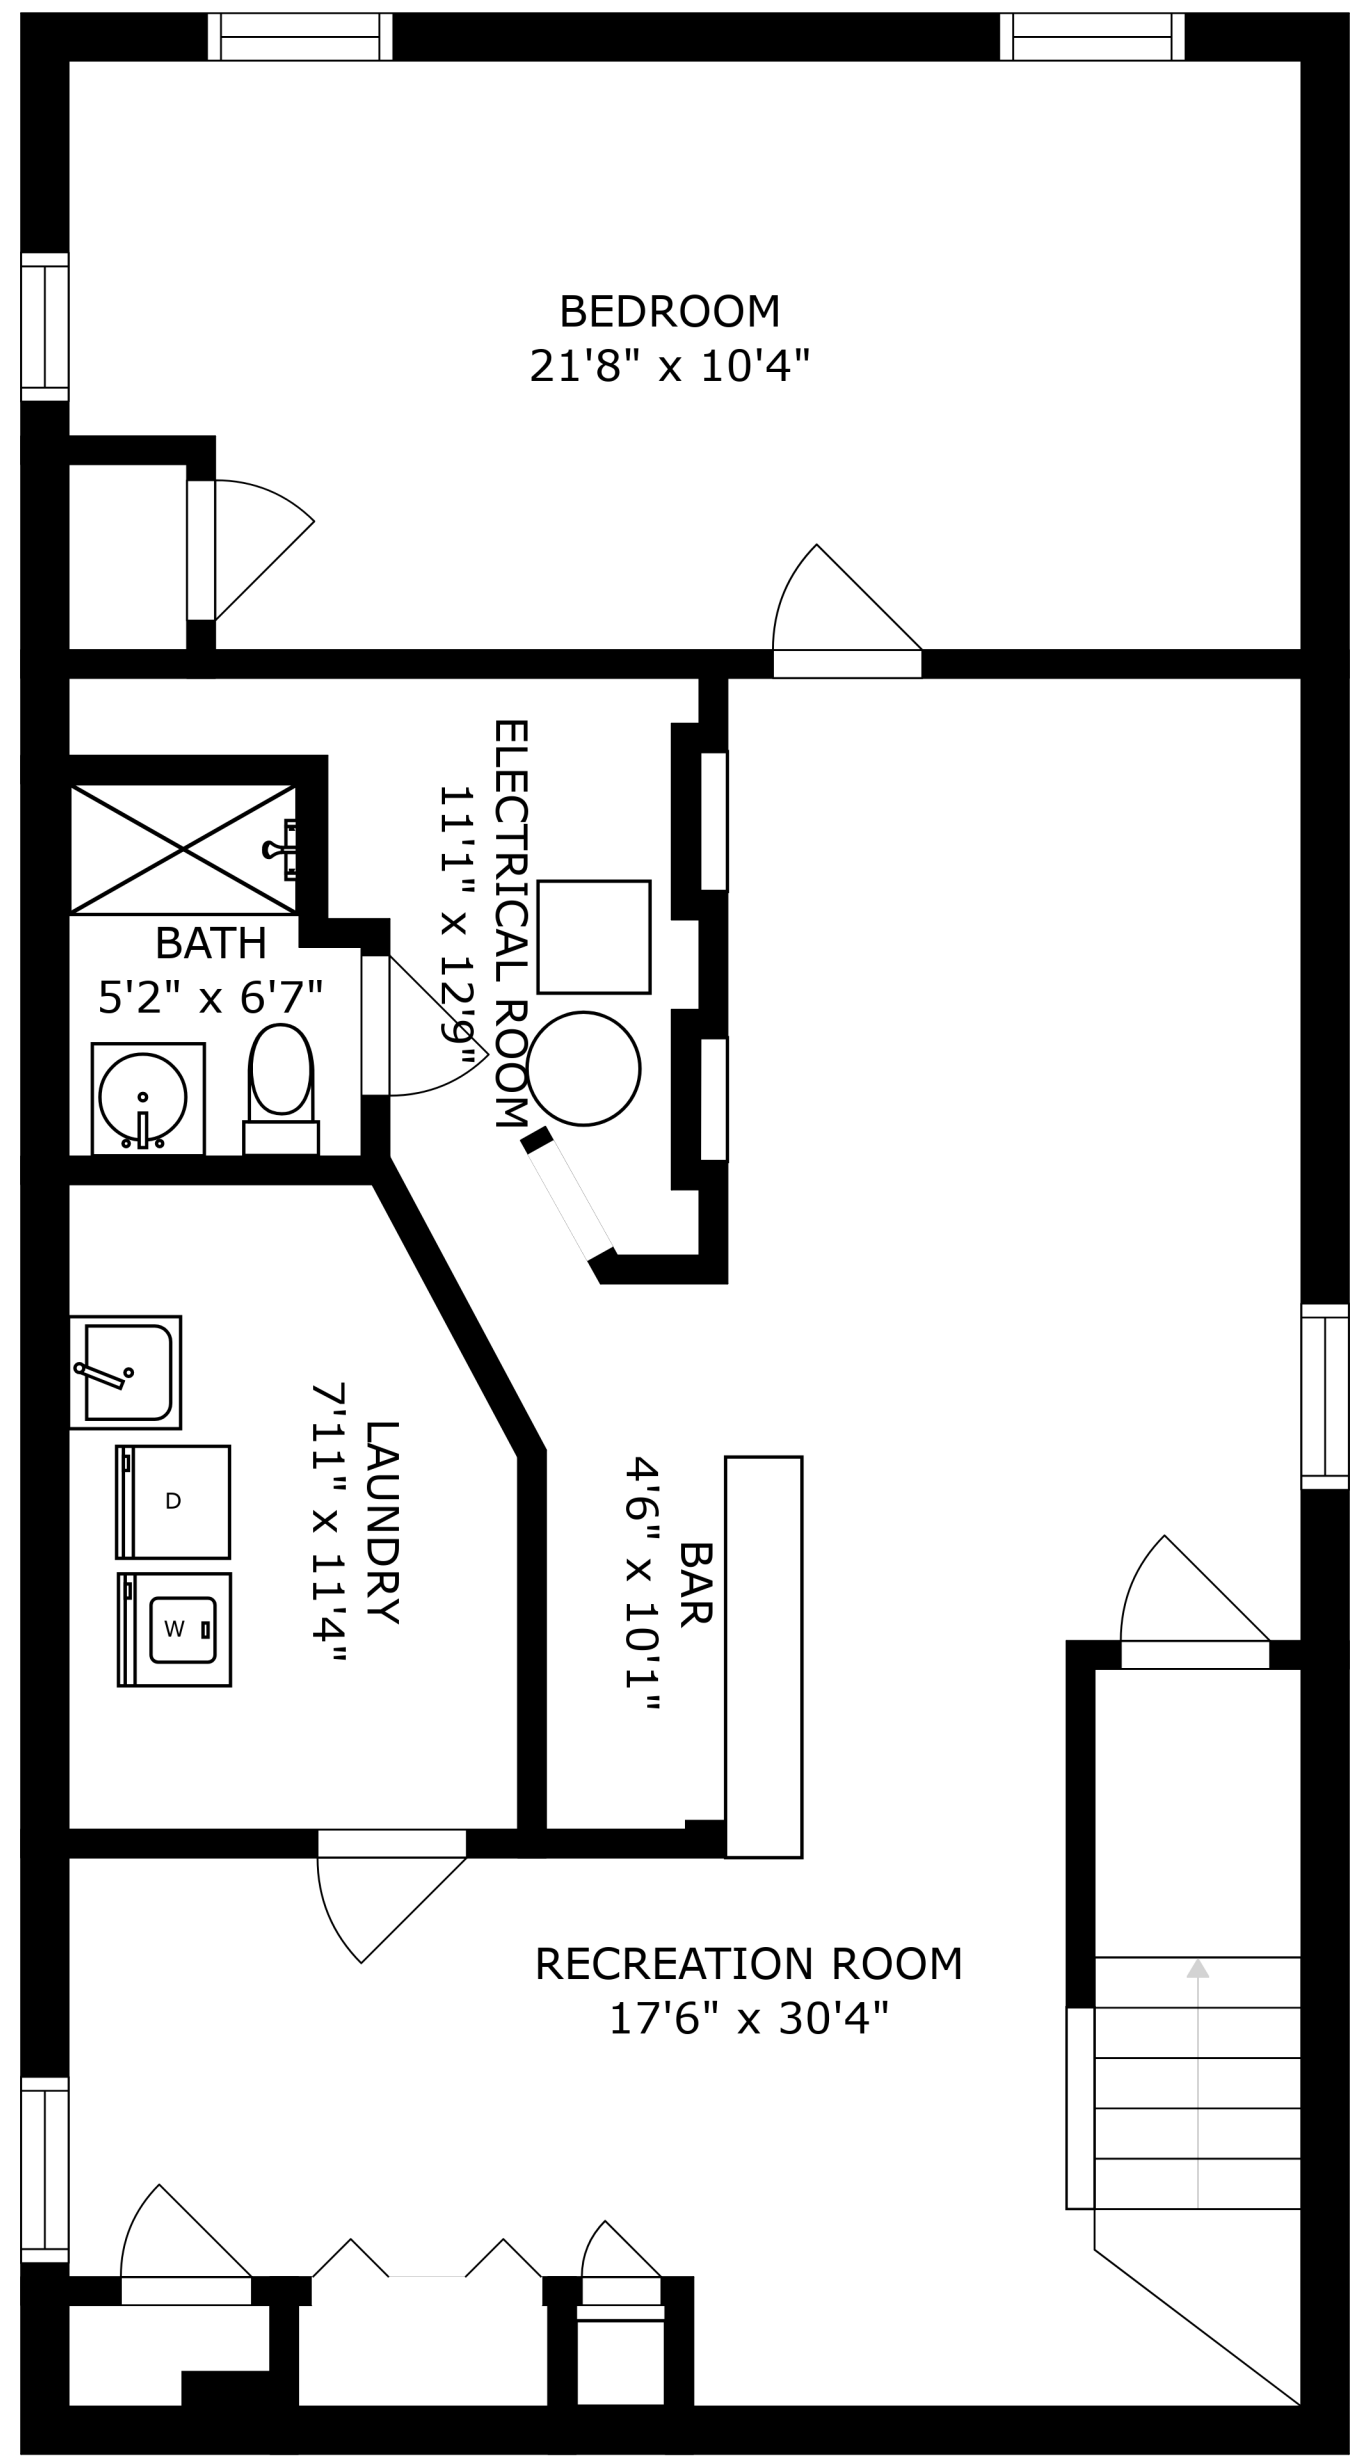 BEDROOM
21'8" x 10'4"
ELECTRICAL ROOM
11'1" x 12'9"
BATH
5'2" x 6'7"
LAUNDRY
7'11" x 11'4"
D
W
BAR
4'6" x 10'1"
RECREATION ROOM
17'6" x 30'4"